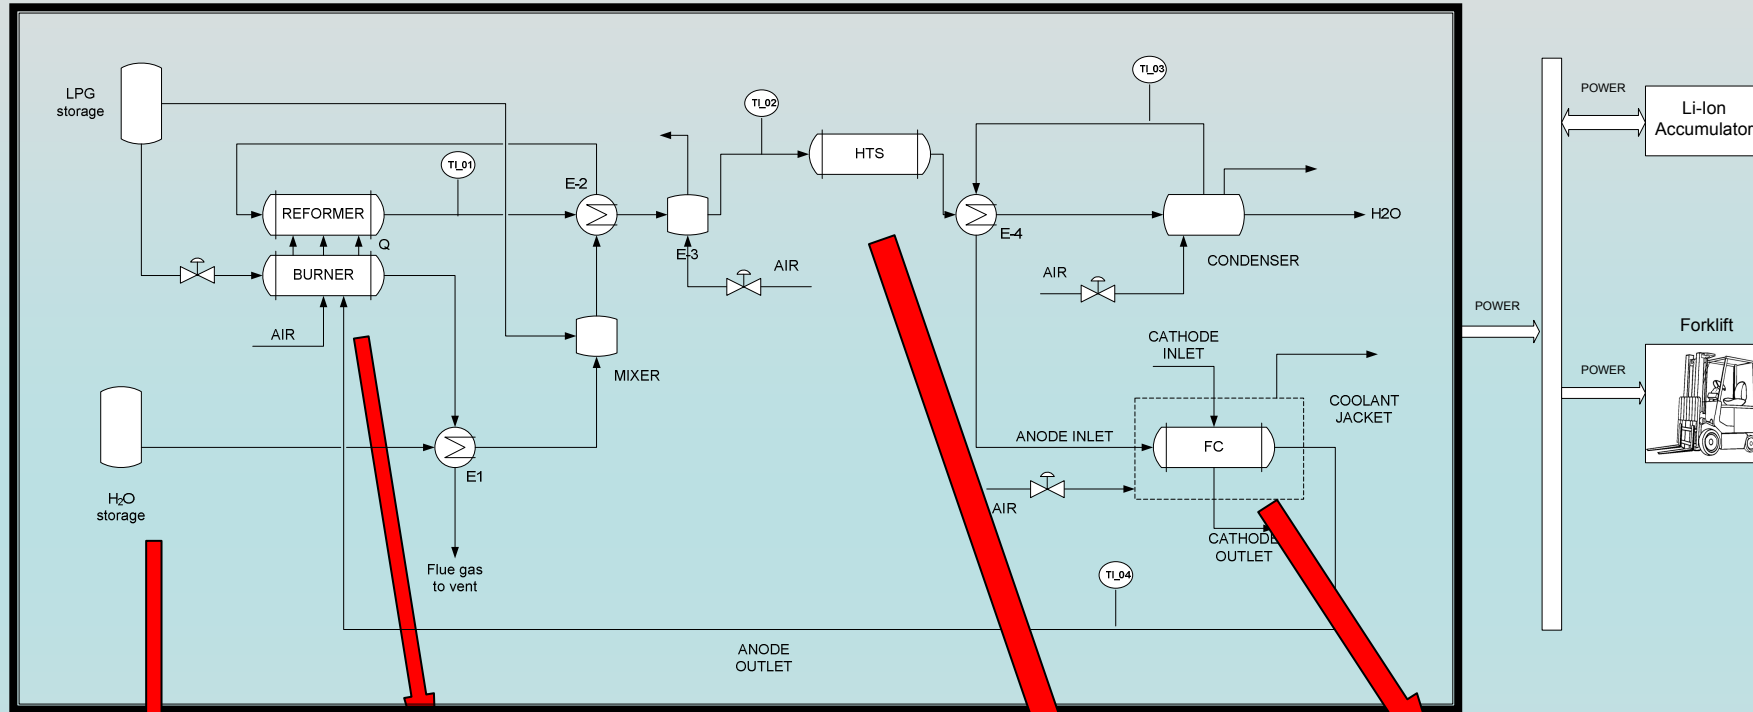 LPG
storage
TI_01
REFORMER
Q
BURNER
AIR
H2O
storage
E1
Flue gas
to vent
E-2
MIXER
TI_02
E-3
AIR
HTS
TI_03
E-4
H2O
CONDENSER
AIR
CATHODE
INLET
COOLANT
JACKET
ANODE INLET
FC
AIR
CATHODE
OUTLET
TI_04
ANODE
OUTLET
POWER
POWER
Li-Ion
Accumulator
Forklift
POWER